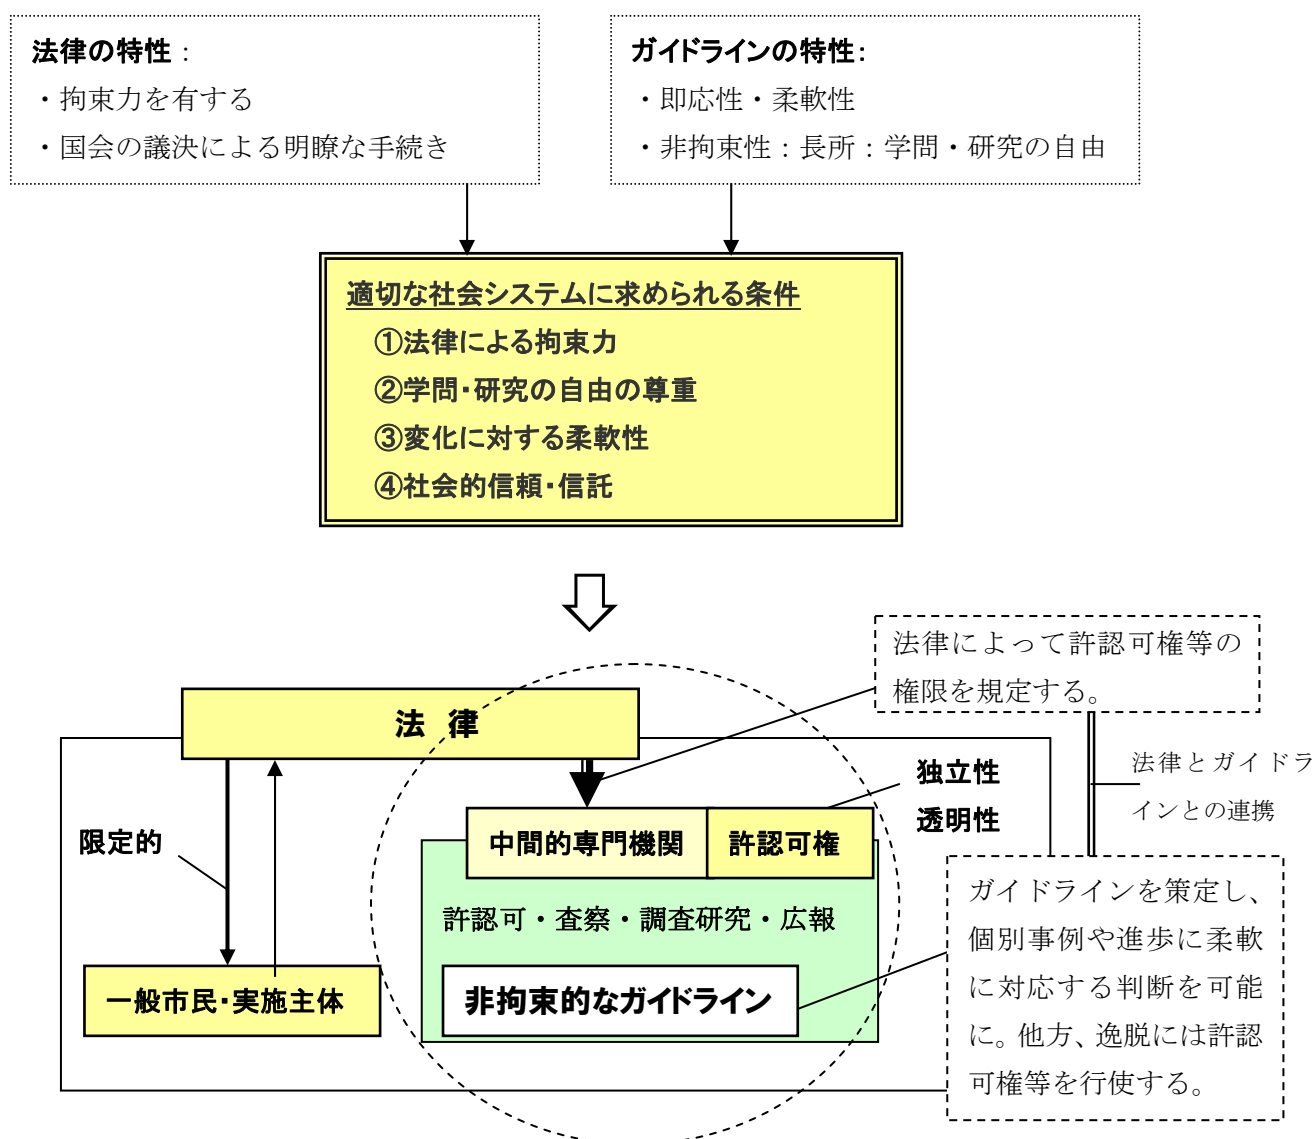 法律の特性：
・拘束力を有する
・国会の議決による明瞭な手続き
ガイドラインの特性：
・即応性・柔軟性
・非拘束性：長所：学問・研究の自由
適切な社会システムに求められる条件
①法律による拘束力
②学問・研究の自由の尊重
③変化に対する柔軟性
④社会的信頼・信託
法律によって許認可権等の
権限を規定する。
法 律
法律とガイドラ
インとの連携
独立性
透明性
限定的
中間的専門機関
許認可権
許認可・査察・調査研究・広報
一般市民・実施主体
非拘束的なガイドライン
ガイドラインを策定し、
個別事例や進歩に柔軟
に対応する判断を可能
に。他方、逸脱には許認
可権等を行使する。